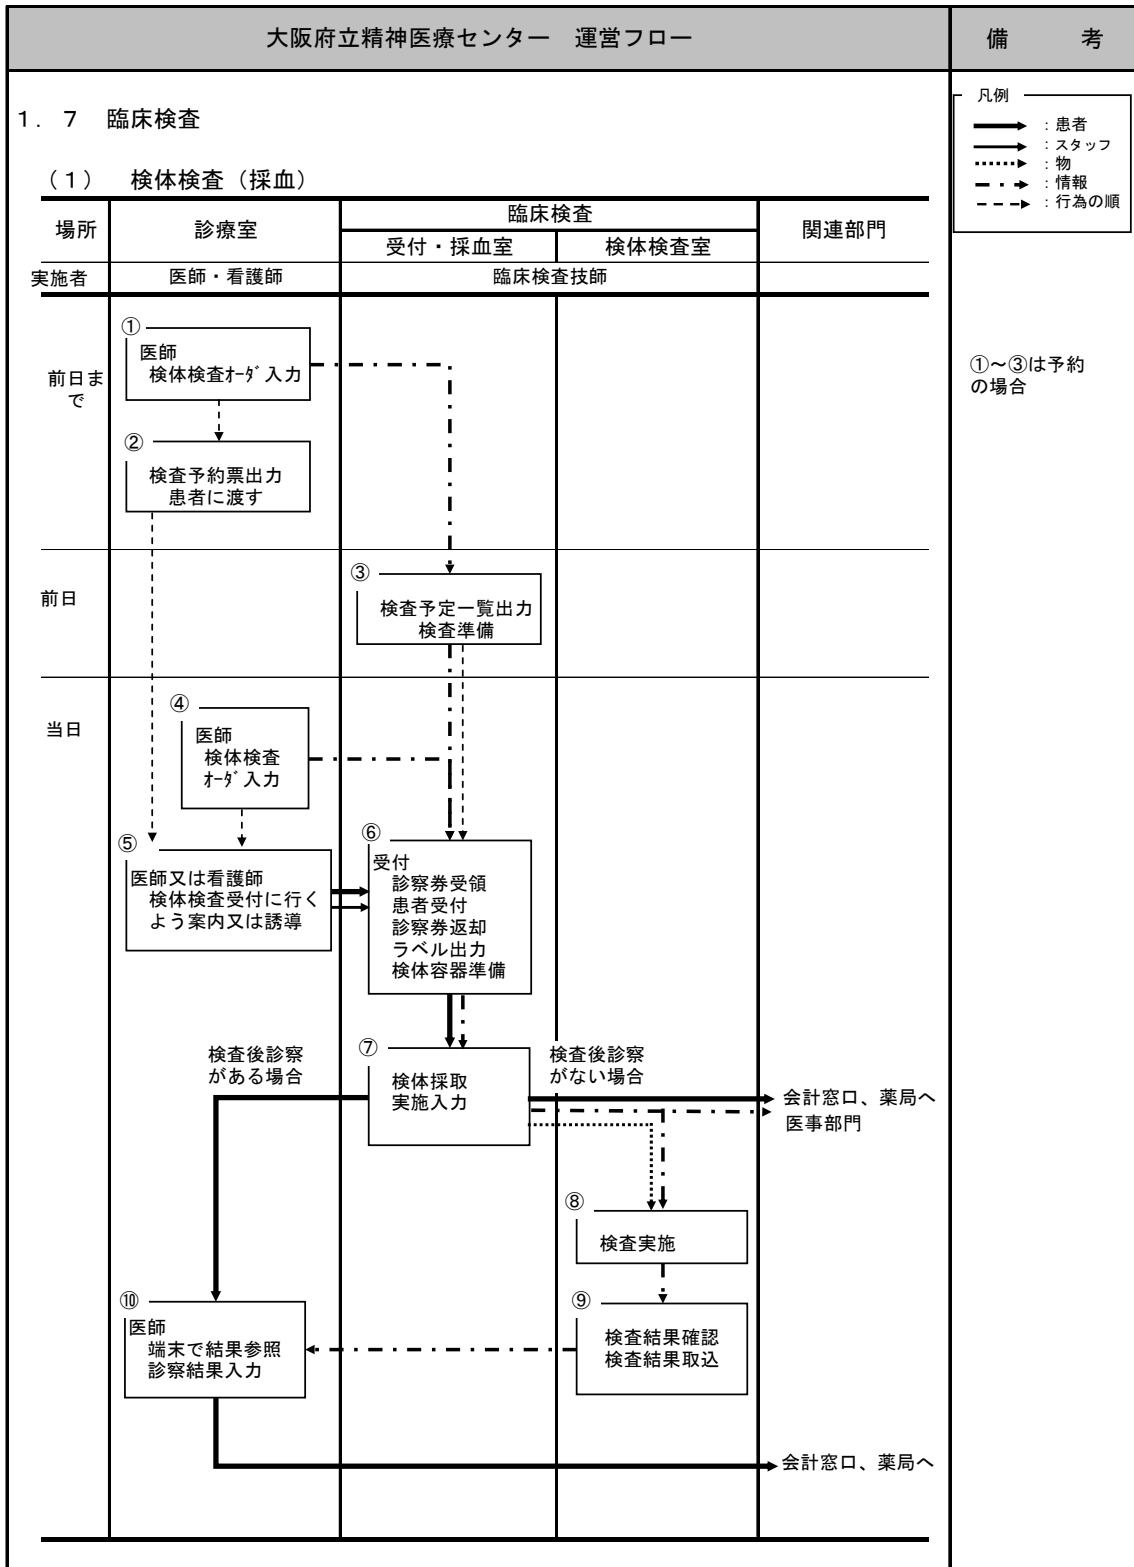 大阪府立精神医療センター　運営フロー
備　　考
凡例
：患者
：スタッフ
：物
：情報
：行為の順
１．７　臨床検査
（１）　検体検査（採血）
場所
診療室
臨床検査
関連部門
受付・採血室
検体検査室
実施者
医師・看護師
臨床検査技師
前日ま
で
①
医師
検体検査ｵｰﾀﾞ入力
①～③は予約
の場合
②
検査予約票出力
患者に渡す
前日
③
検査予定一覧出力
検査準備
当日
④
医師
検体検査
ｵｰﾀﾞ入力
⑤
医師又は看護師
検体検査受付に行く
よう案内又は誘導
⑥
受付
診察券受領
患者受付
診察券返却
ラベル出力
検体容器準備
検査後診察
がある場合
⑦
検体採取
実施入力
検査後診察
がない場合
会計窓口、薬局へ
医事部門
⑧
検査実施
⑨
検査結果確認
検査結果取込
⑩
医師
端末で結果参照
診察結果入力
会計窓口、薬局へ